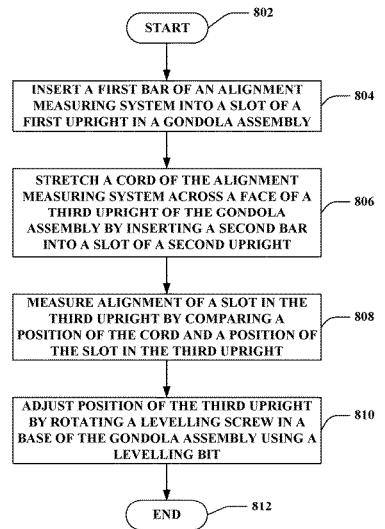 START
802
INSERT A FIRST BAR OF AN ALIGNMENT
MEASURING SYSTEM INTO A SLOT OF A
FIRST UPRIGHT IN A GONDOLA ASSEMBLY
804
STRETCH A CORD OF THE ALIGNMENT
MEASURING SYSTEM ACROSS A FACE OF A
THIRD UPRIGHT OF THE GONDOLA
ASSEMBLY BY INSERTING A SECOND BAR
INTO A SLOT OF A SECOND UPRIGHT
806
MEASURE ALIGNMENT OF A SLOT IN THE
THIRD UPRIGHT BY COMPARING A
POSITION OF THE CORD AND A POSITION OF
THE SLOT IN THE THIRD UPRIGHT
808
ADJUST POSITION OF THE THIRD UPRIGHT
BY ROTATING A LEVELLING SCREW IN A
BASE OF THE GONDOLA ASSEMBLY USING A
LEVELLING BIT
810
END
812